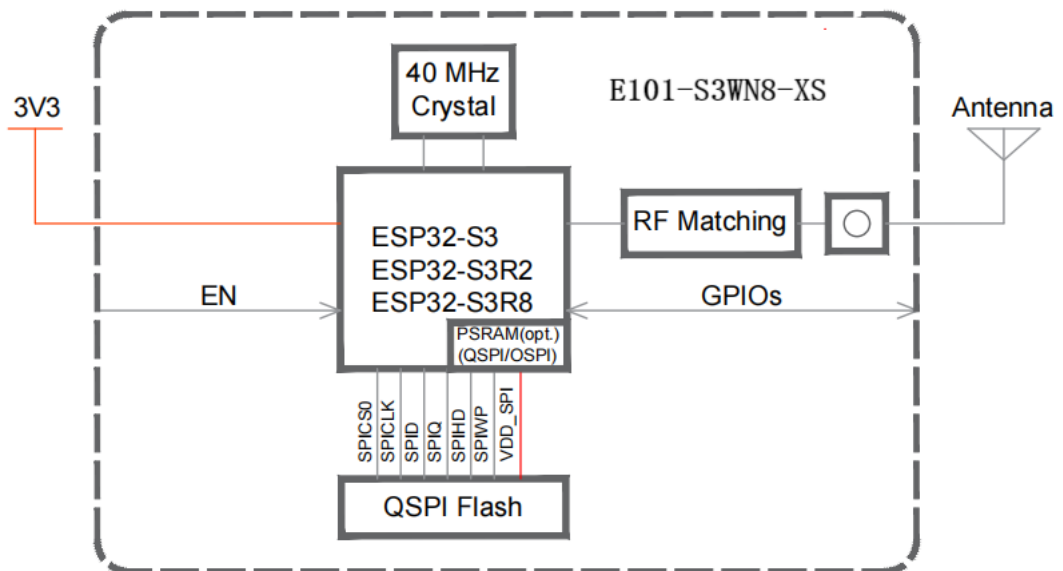 40 MHz
Crystal
E101-S3WN8-XS
3V3
Antenna
RF Matching
ESP32-S3
ESP32-S3R2
ESP32-S3R8
EN
GPIOs
PSRAM(opt.)
(QSPI/OSPI)
SPICS0
SPICLK
SPID
SPIQ
SPIHD
SPIWP
VDD_SPI
QSPI Flash